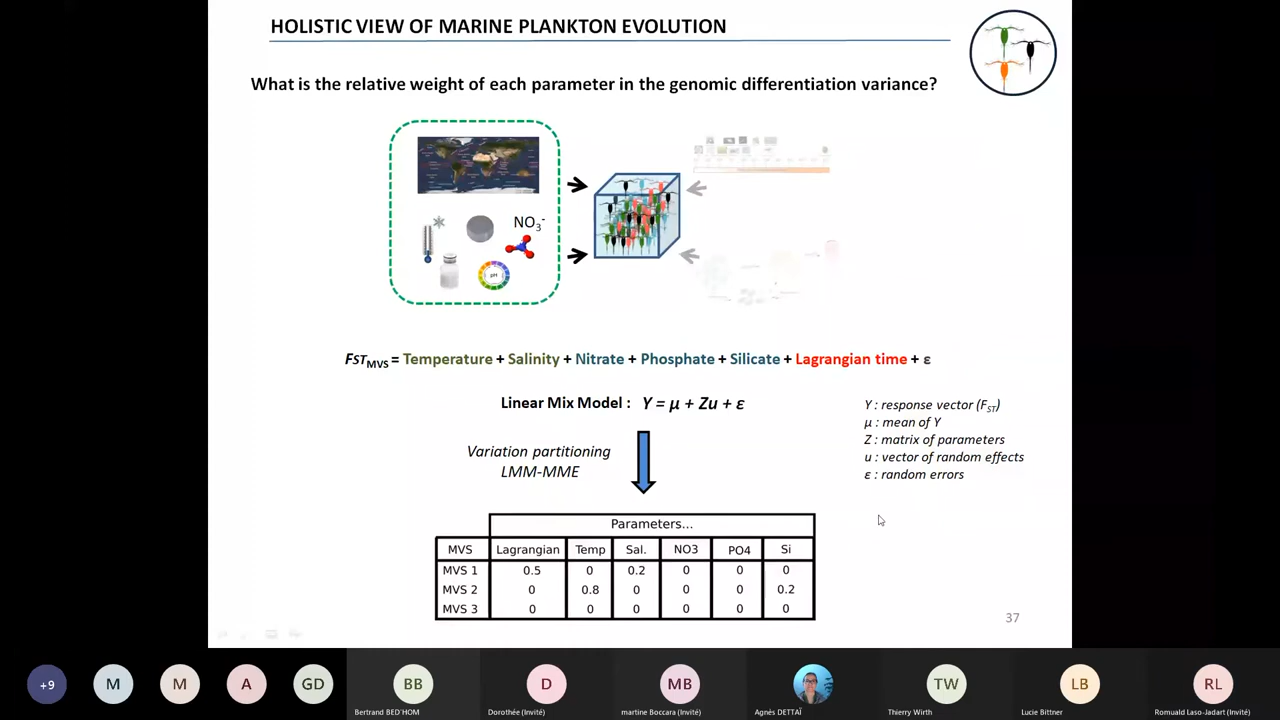 HOLISTIC VIEW OF MARINE PLANKTON EVOLUTION
What is the relative weight of each parameter in the genomic differentiation variance?
NO3-
pH
FST MVS = Temperature + Salinity + Nitrate + Phosphate + Silicate + Lagrangian time + ε
Linear Mix Model : Y = μ + Zu + ε
Y : response vector (FST)
μ : mean of Y
Z : matrix of parameters
u : vector of random effects
ε : random errors
Variation partitioning
LMM-MME
Parameters...
MVS Lagrangian Temp Sal. NO3 PO4 Si
MVS 1 0.5 0 0.2 0 0 0
MVS 2 0 0.8 0 0 0 0.2
MVS 3 0 0 0 0 0 0
37
+9 M M A GD BB D MB TW LB RL
Bertrand BED'HOM Dorothée (Invité) martine Boccara (Invité) Agnès DETTAÏ Thierry Wirth Lucie Bittner Romuald Laso-Jadart (Invité)